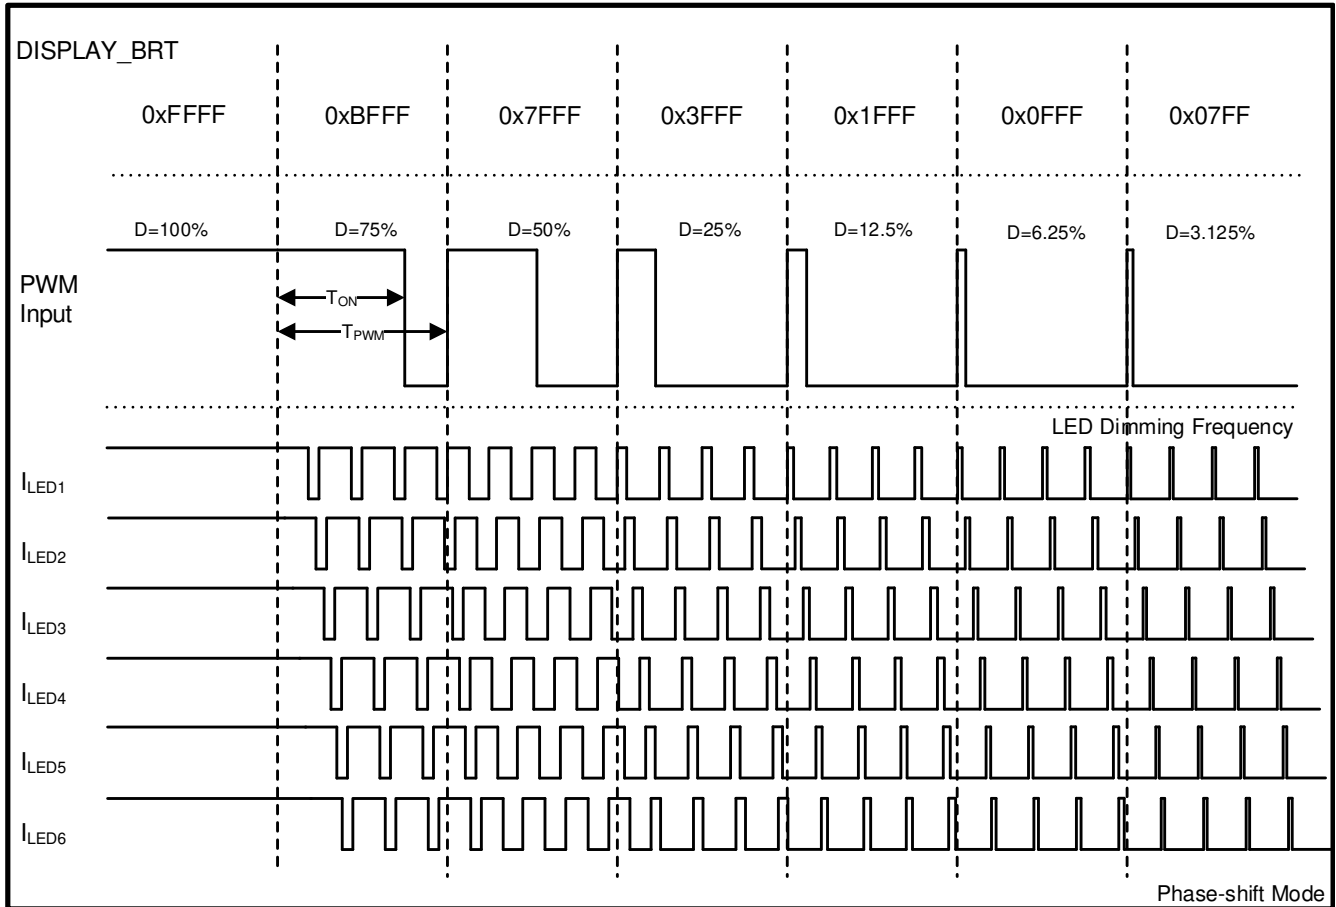 DISPLAY_BRT
0xFFFF 0xBFFF 0x7FFF 0x3FFF 0x1FFF 0x0FFF 0x07FF
D=100% D=75% D=50% D=25% D=12.5% D=6.25% D=3.125%
PWM
Input
TON
TPWM
LED Dimming Frequency
ILED1
ILED2
ILED3
ILED4
ILED5
ILED6
Phase-shift Mode